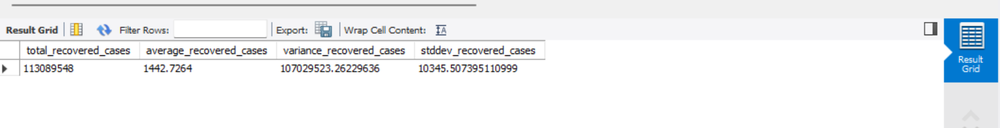 Result Grid Filter Rows: Export: Wrap Cell Content: IA
total_recovered_cases average_recovered_cases variance_recovered_cases stddev_recovered_cases
113089548 1442.7264 107029523.26229636 10345.507395110999
Result
Grid